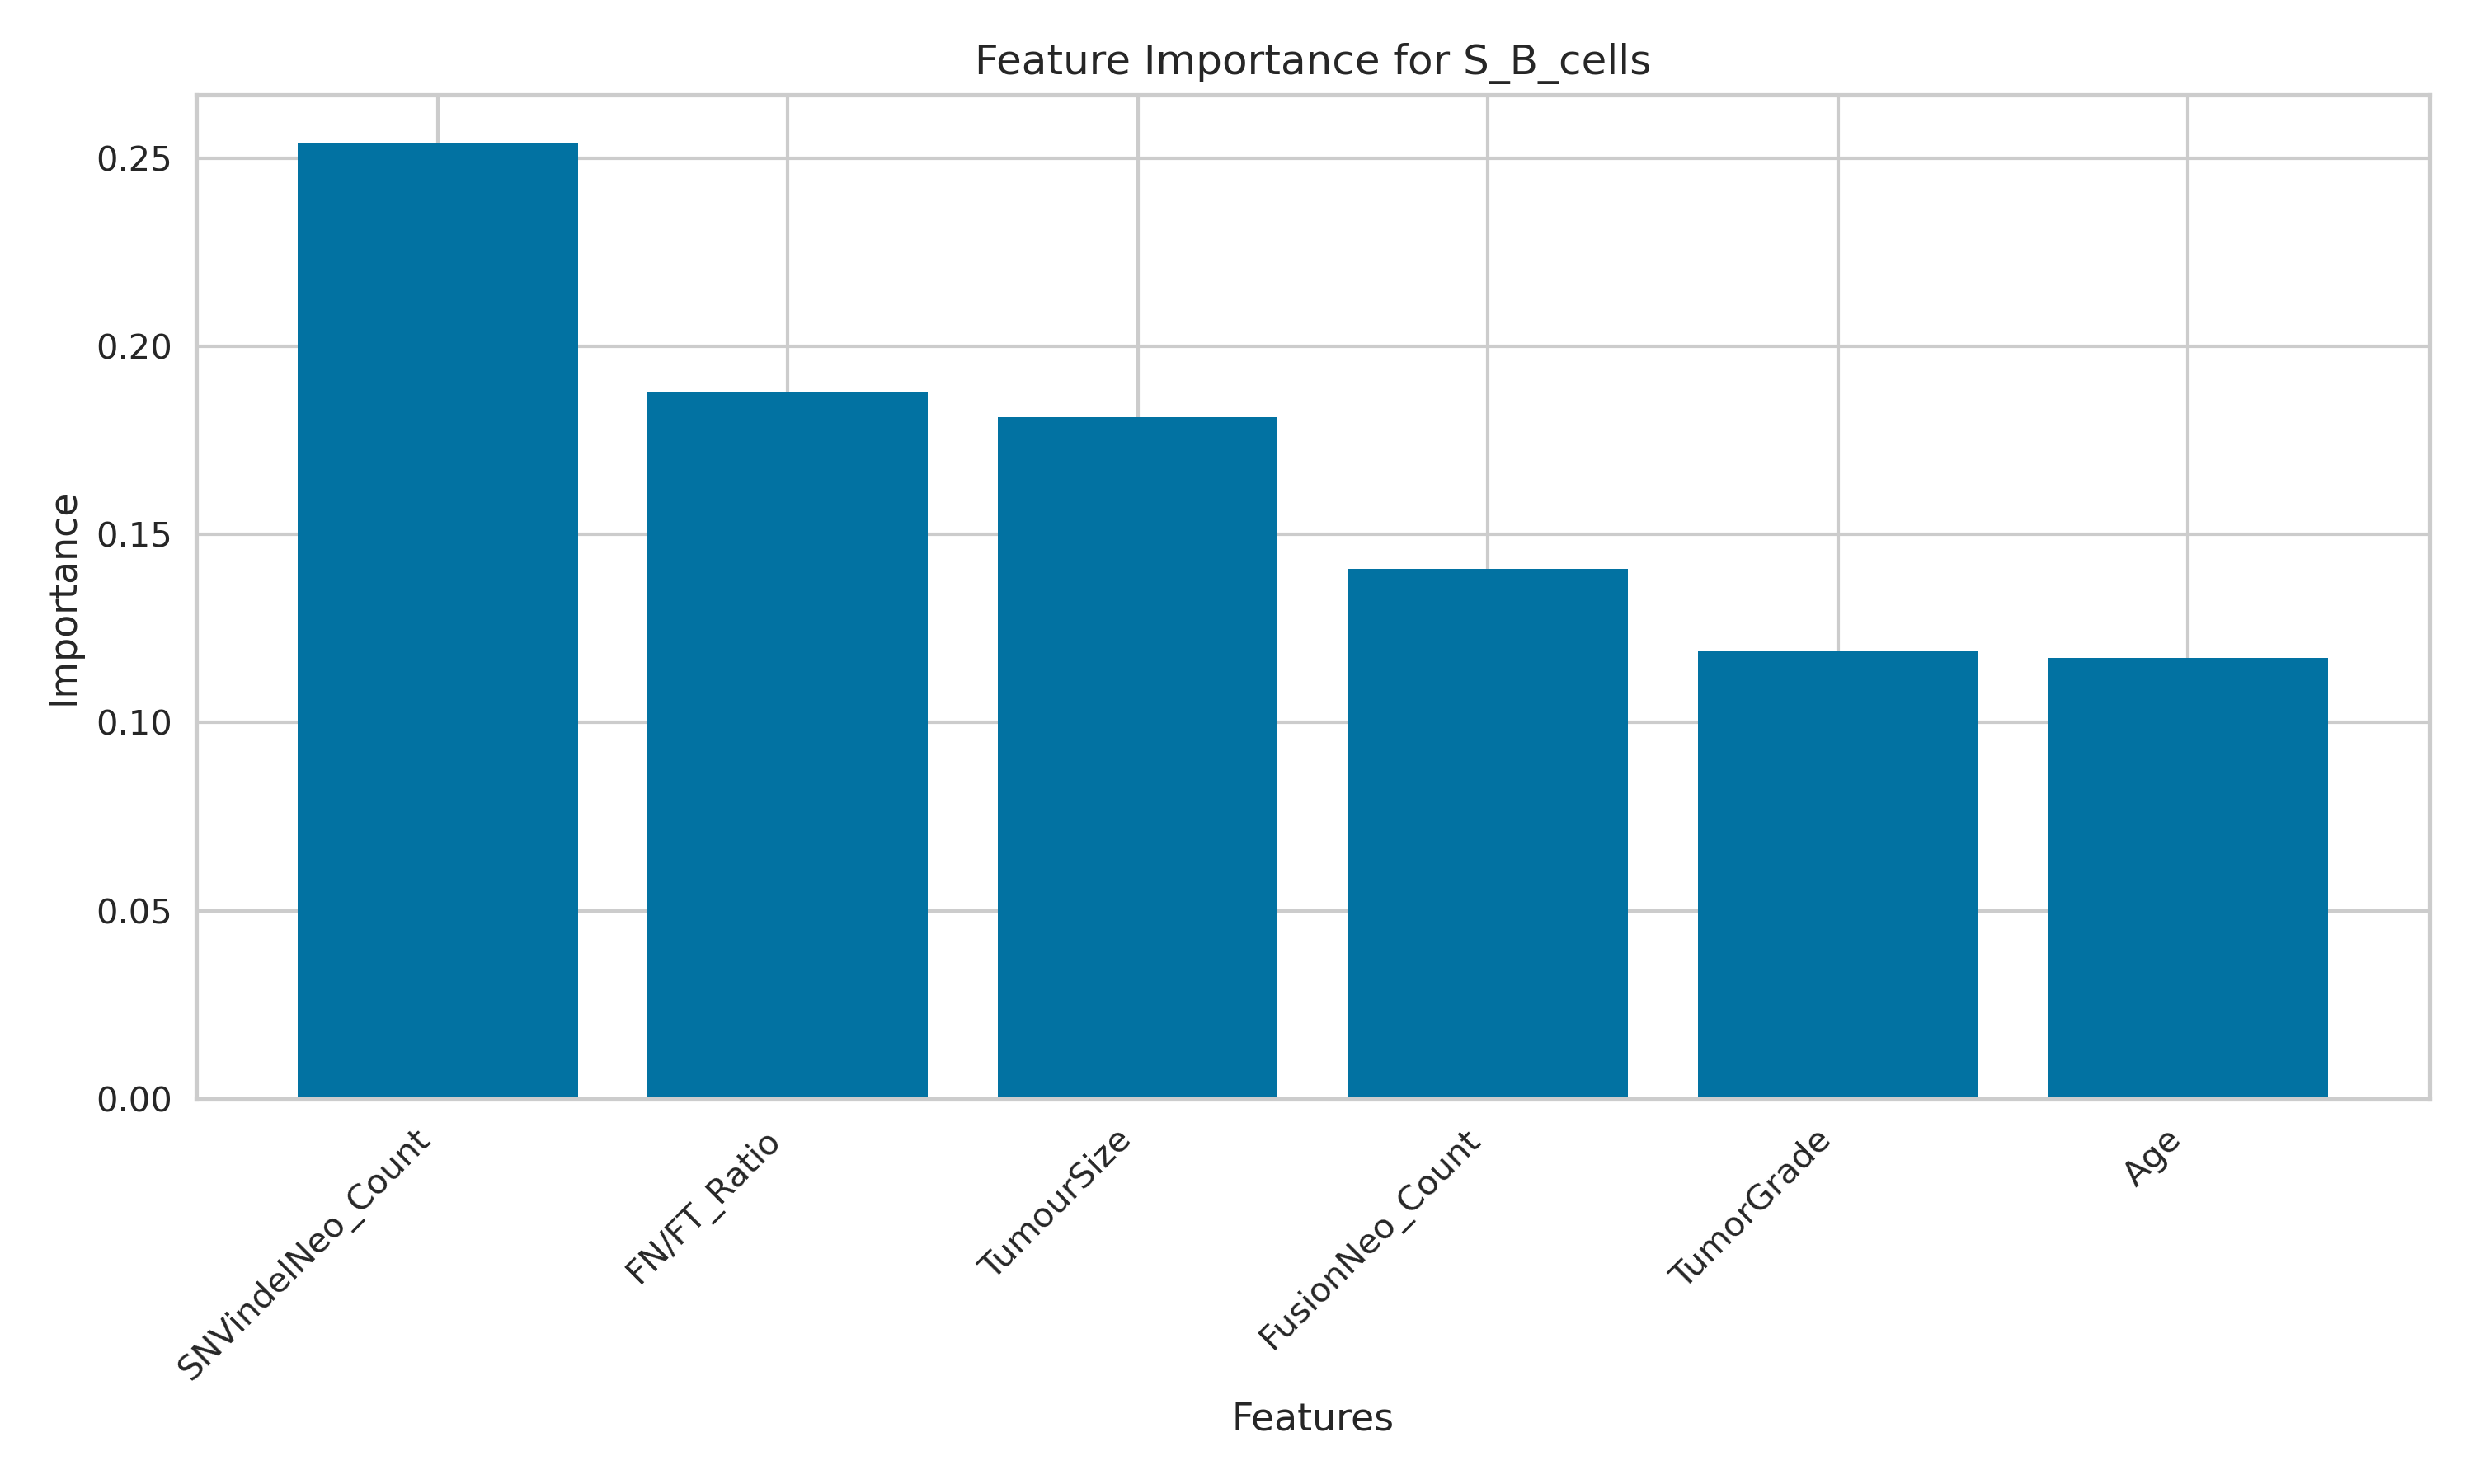 Feature Importance for S_B_cells
Importance
0.25
0.20
0.15
0.10
0.05
0.00
SNVindelNeo_Count
FN/FT_Ratio
TumourSize
FusionNeo_Count
TumorGrade
Age
Features